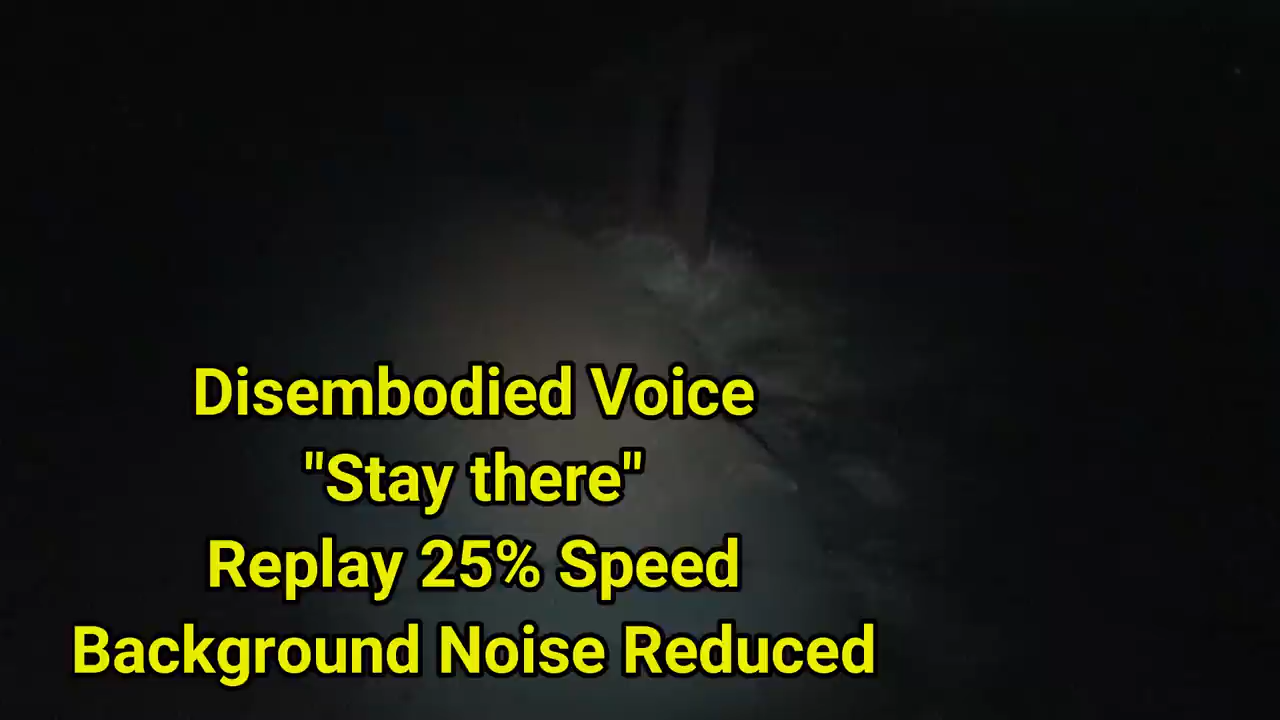 Disembodied Voice
"Stay there"
Replay 25% Speed
Background Noise Reduced